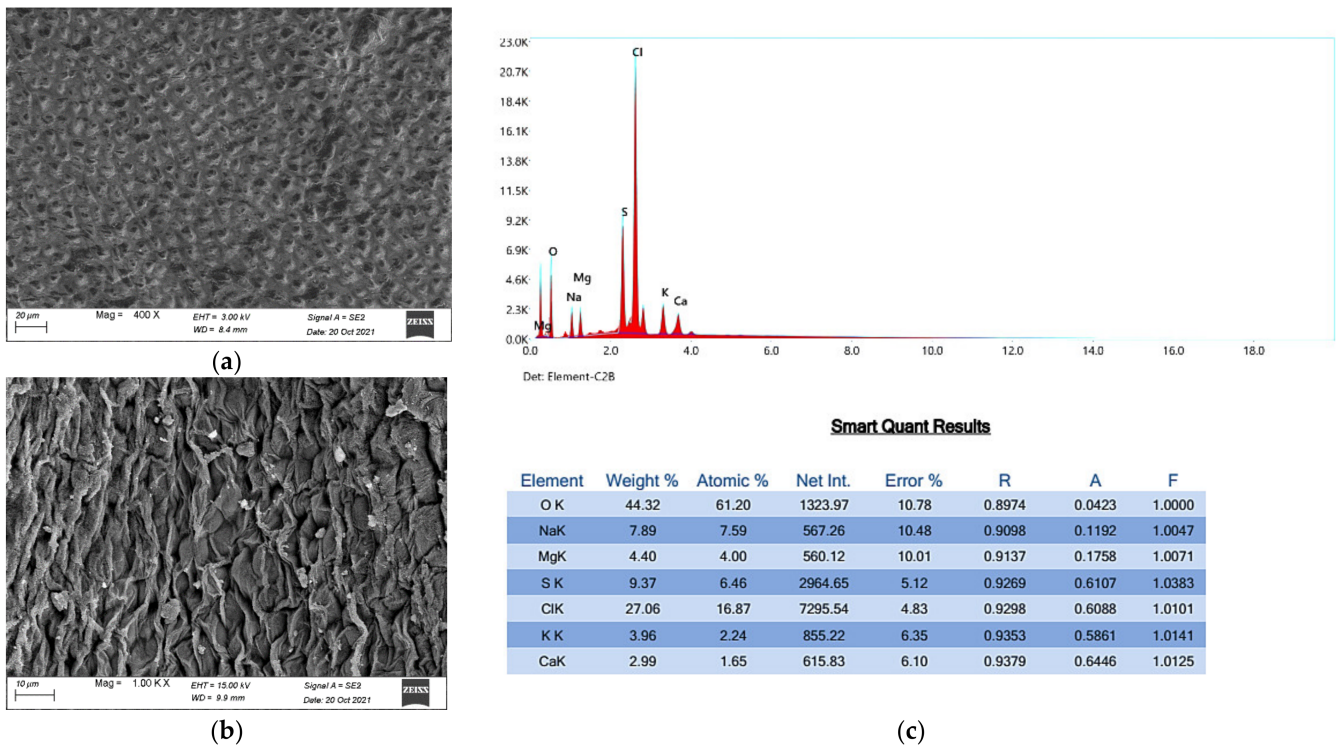 20 µm
Mag = 400 X
EHT = 3.00 kV
WD = 8.4 mm
Signal A = SE2
Date: 20 Oct 2021
ZEISS
(a)
10 µm
Mag = 1.00 K X
EHT = 15.00 kV
WD = 9.9 mm
Signal A = SE2
Date: 20 Oct 2021
ZEISS
(b)
23.0K
20.7K
18.4K
16.1K
13.8K
11.5K
9.2K
6.9K
4.6K
2.3K
0.0K
Cl
S
O
Mg
Na
K
Ca
Mg
0.0 2.0 4.0 6.0 8.0 10.0 12.0 14.0 16.0 18.0
Det: Element-C2B
Smart Quant Results
Element Weight % Atomic % Net Int. Error % R A F
O K 44.32 61.20 1323.97 10.78 0.8974 0.0423 1.0000
NaK 7.89 7.59 567.26 10.48 0.9098 0.1192 1.0047
MgK 4.40 4.00 560.12 10.01 0.9137 0.1758 1.0071
S K 9.37 6.46 2964.65 5.12 0.9269 0.6107 1.0383
ClK 27.06 16.87 7295.54 4.83 0.9298 0.6088 1.0101
K K 3.96 2.24 855.22 6.35 0.9353 0.5861 1.0141
CaK 2.99 1.65 615.83 6.10 0.9379 0.6446 1.0125
(c)